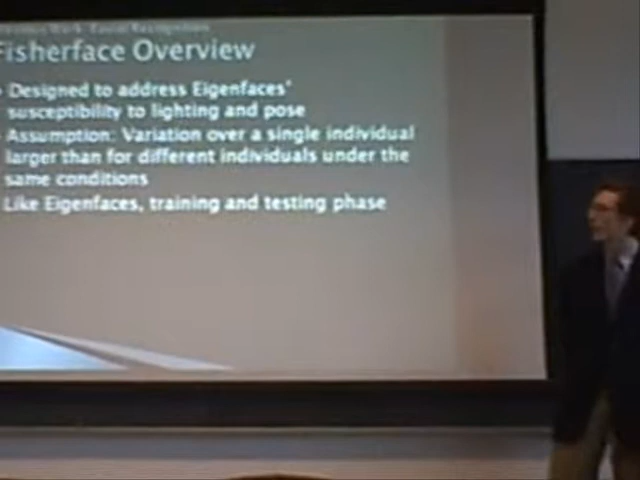 Fisherface Overview
Designed to address Eigenfaces'
susceptibility to lighting and pose
Assumption: Variation over a single individual
larger than for different individuals under the
same conditions
Like Eigenfaces, training and testing phase